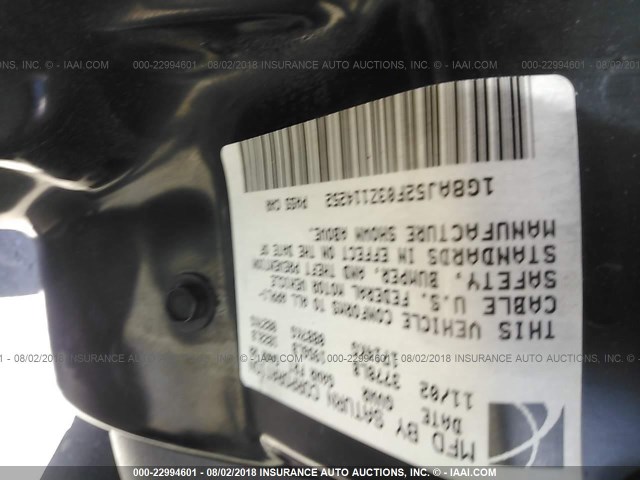 000-22994601 - 08/02/2018 INSURANCE AUTO AUCTIONS, INC. - IAAI.COM
MFD BY SATURN CORPORATION
DATE GVWR
11/02 3778LB
THIS VEHICLE CONFORMS TO ALL APPLI-
CABLE U.S. FEDERAL MOTOR VEHICLE
SAFETY, BUMPER, AND THEFT PREVENTION
STANDARDS IN EFFECT ON THE DATE OF
MANUFACTURE SHOWN ABOVE.
1G8AJ52F03Z114252 PASS CAR
000-22994601 - 08/02/2018 INSURANCE AUTO AUCTIONS, INC. - IAAI.COM
000-22994601 - 08/02/2018 INSURANCE AUTO AUCTIONS, INC. - IAAI.COM